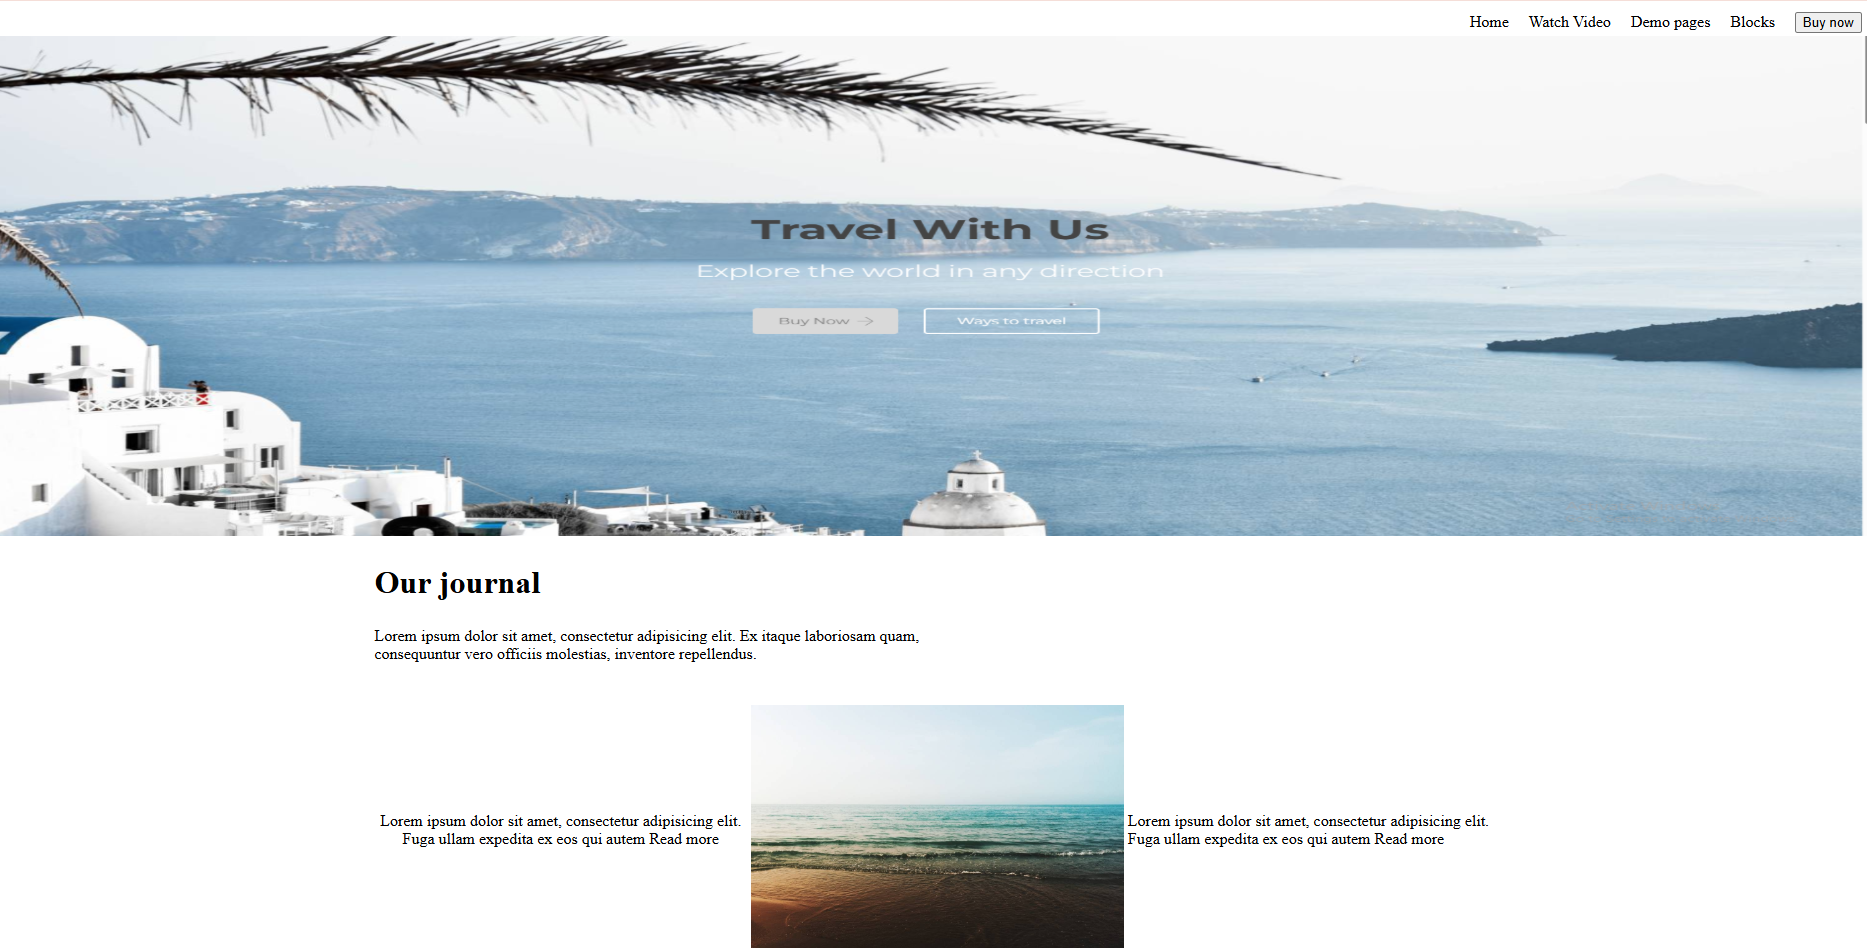 Home Watch Video Demo pages Blocks Buy now
Travel With Us
Explore the world in any direction
Buy Now → Ways to travel
Our journal
Lorem ipsum dolor sit amet, consectetur adipisicing elit. Ex itaque laboriosam quam,
consequuntur vero officiis molestias, inventore repellendus.
Lorem ipsum dolor sit amet, consectetur adipisicing elit.
Fuga ullam expedita ex eos qui autem Read more
Lorem ipsum dolor sit amet, consectetur adipisicing elit.
Fuga ullam expedita ex eos qui autem Read more